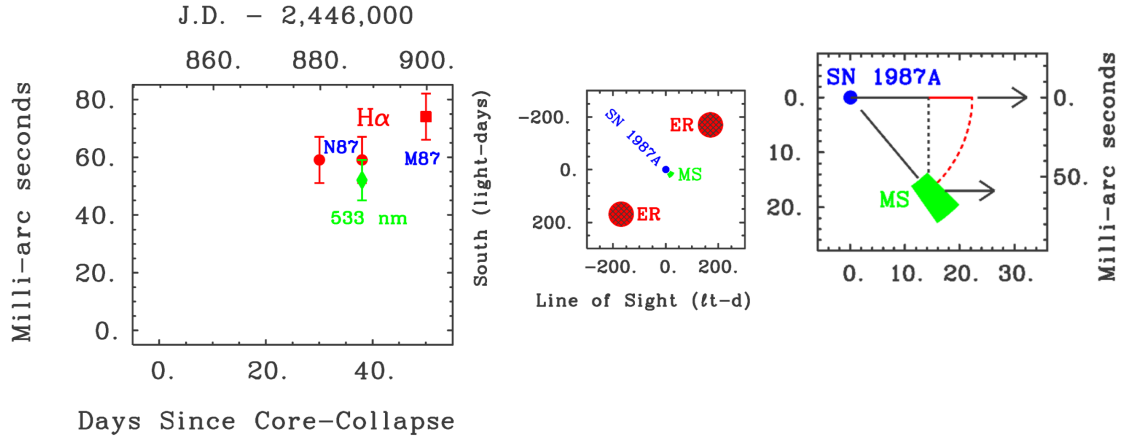 J.D. − 2,446,000
860. 880. 900.
Milli−arc seconds
80.
60.
40.
20.
0.
Hα
N87
M87
533 nm
0. 20. 40.
Days Since Core−Collapse
South (light−days)
−200.
0.
200.
ER
SN 1987A
MS
ER
−200. 0. 200.
Line of Sight (ℓt−d)
SN 1987A
0.
10.
20.
MS
0.
50.
Milli−arc seconds
0. 10. 20. 30.